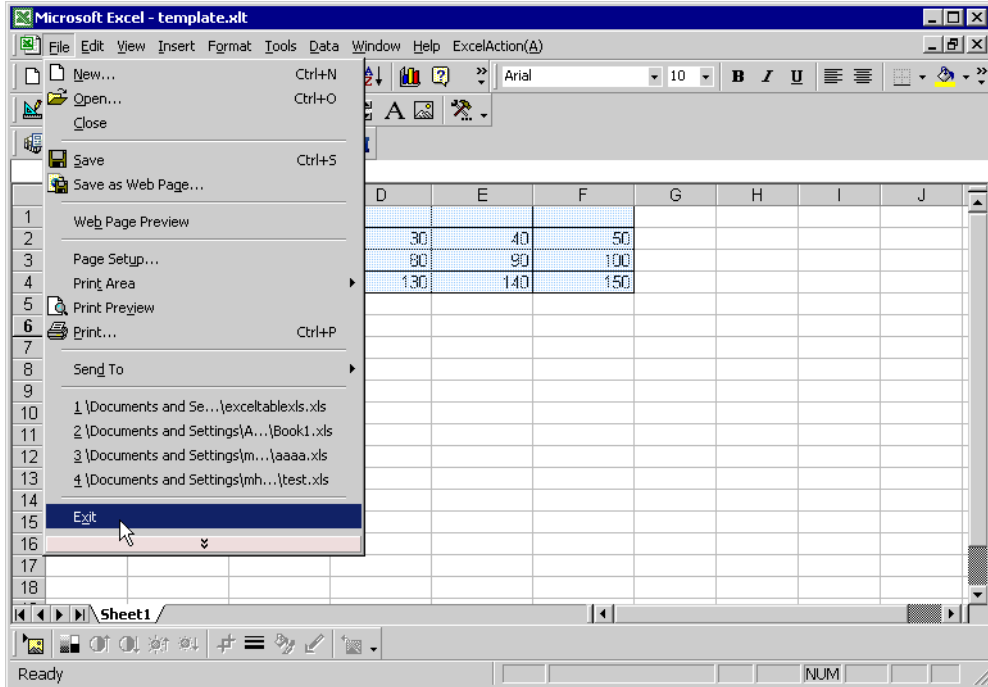 Microsoft Excel - template.xlt
File Edit View Insert Format Tools Data Window Help ExcelAction(A)
Arial 10 B I U
New... Ctrl+N
Open... Ctrl+O
Close
Save Ctrl+S
Save as Web Page...
Web Page Preview
Page Setup...
Print Area
Print Preview
Print... Ctrl+P
Send To
1 \Documents and Se...\exceltablexls.xls
2 \Documents and Settings\A...\Book1.xls
3 \Documents and Settings\m...\aaaa.xls
4 \Documents and Settings\mh...\test.xls
Exit
D E F G H I J
1
2 30 40 50
3 80 90 100
4 130 140 150
5
6
7
8
9
10
11
12
13
14
15
16
17
18
Sheet1
Ready NUM